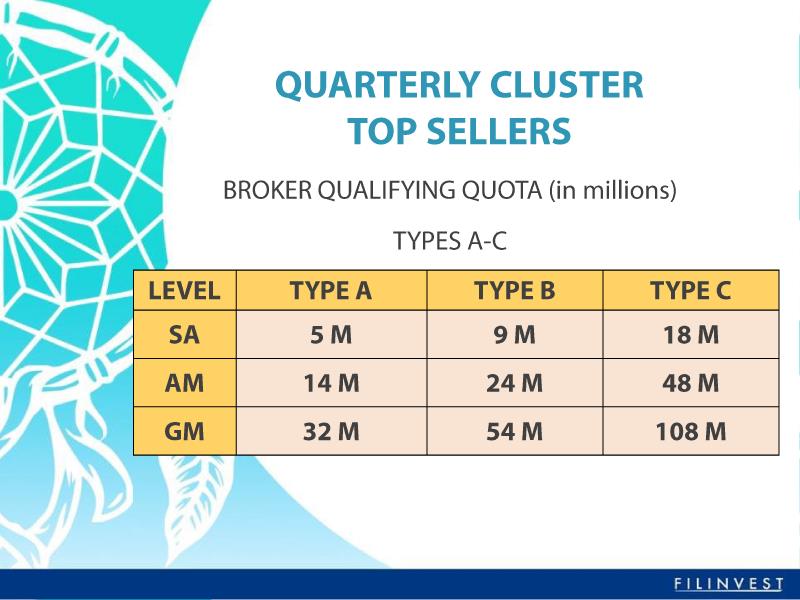 QUARTERLY CLUSTER
TOP SELLERS
BROKER QUALIFYING QUOTA (in millions)
TYPES A-C
LEVEL TYPE A TYPE B TYPE C
SA 5 M 9 M 18 M
AM 14 M 24 M 48 M
GM 32 M 54 M 108 M
FILINVEST